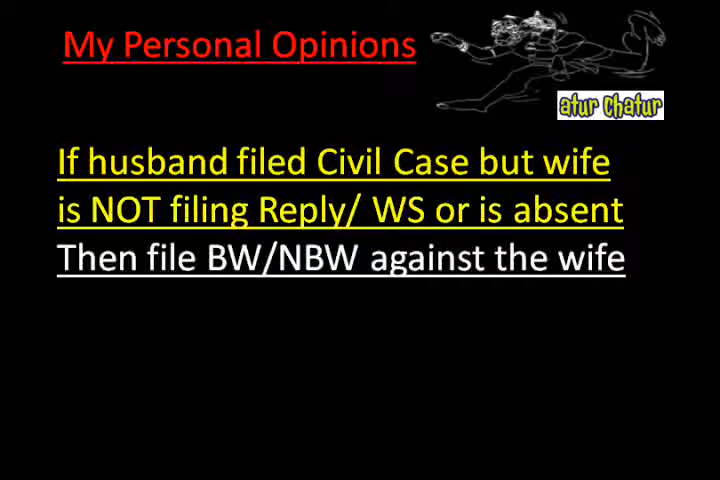 My Personal Opinions
atur Chatur
If husband filed Civil Case but wife
is NOT filing Reply/ WS or is absent
Then file BW/NBW against the wife